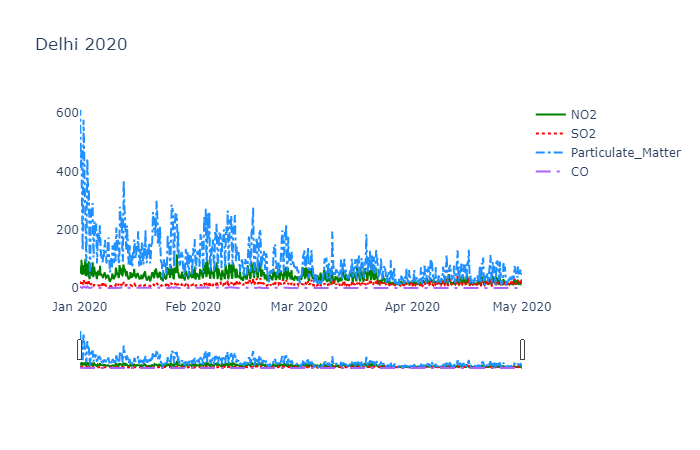 Delhi 2020
600
400
200
0
Jan 2020
Feb 2020
Mar 2020
Apr 2020
May 2020
NO2
SO2
Particulate_Matter
CO